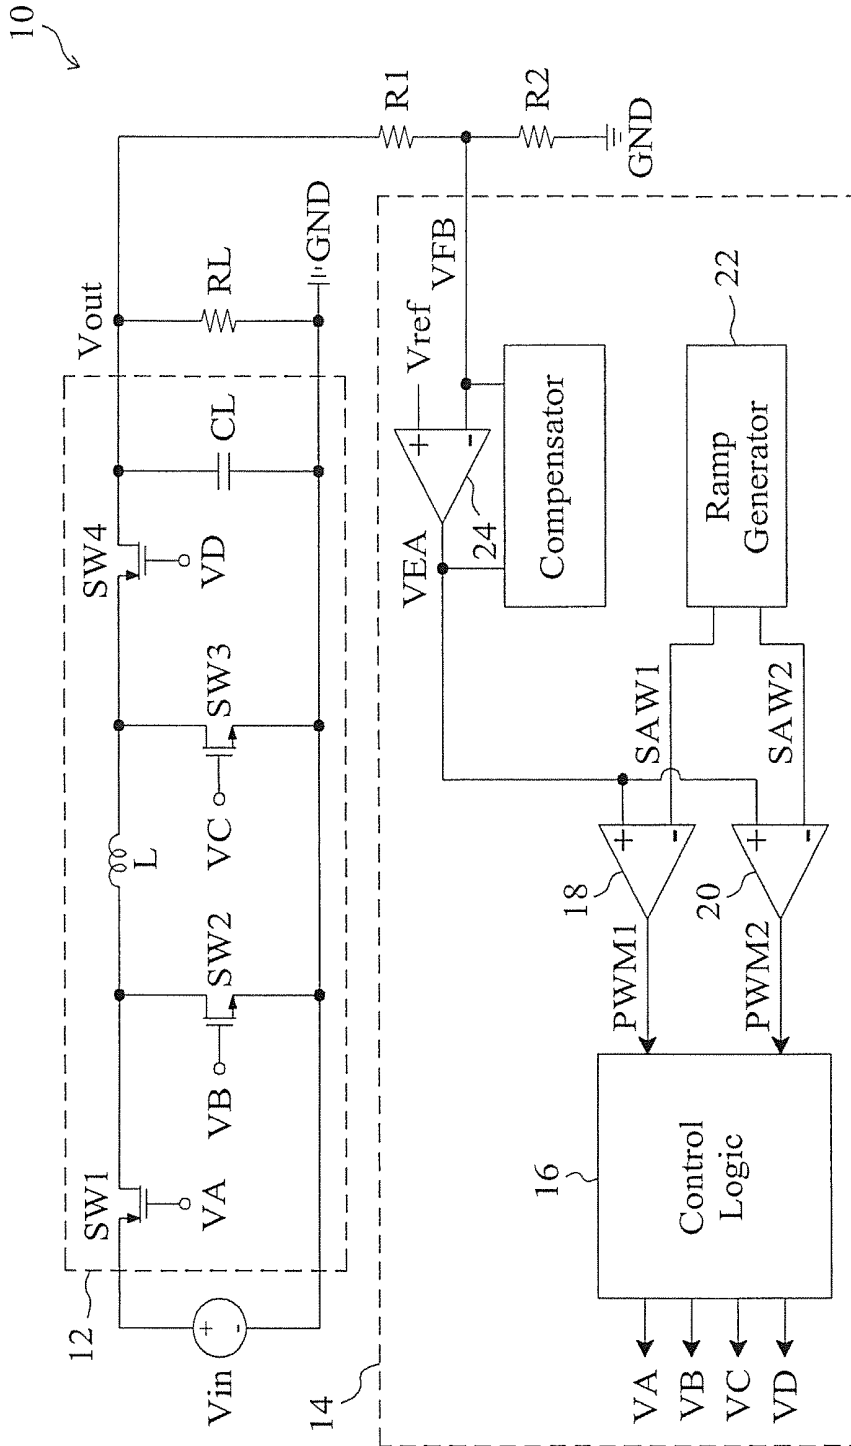 10
12
Vin
+
-
SW1
VA
VB
SW2
L
VC
SW3
SW4
VD
CL
Vout
RL
GND
R1
R2
GND
14
VA
VB
VC
VD
16
Control
Logic
PWM1
PWM2
18
20
+
-
+
-
SAW1
SAW2
VEA
24
+
-
Vref
VFB
Compensator
Ramp
Generator
22